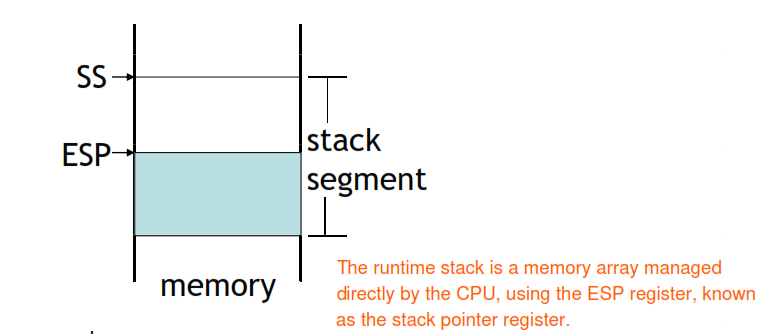 SS
ESP
stack
segment
memory
The runtime stack is a memory array managed
directly by the CPU, using the ESP register, known
as the stack pointer register.